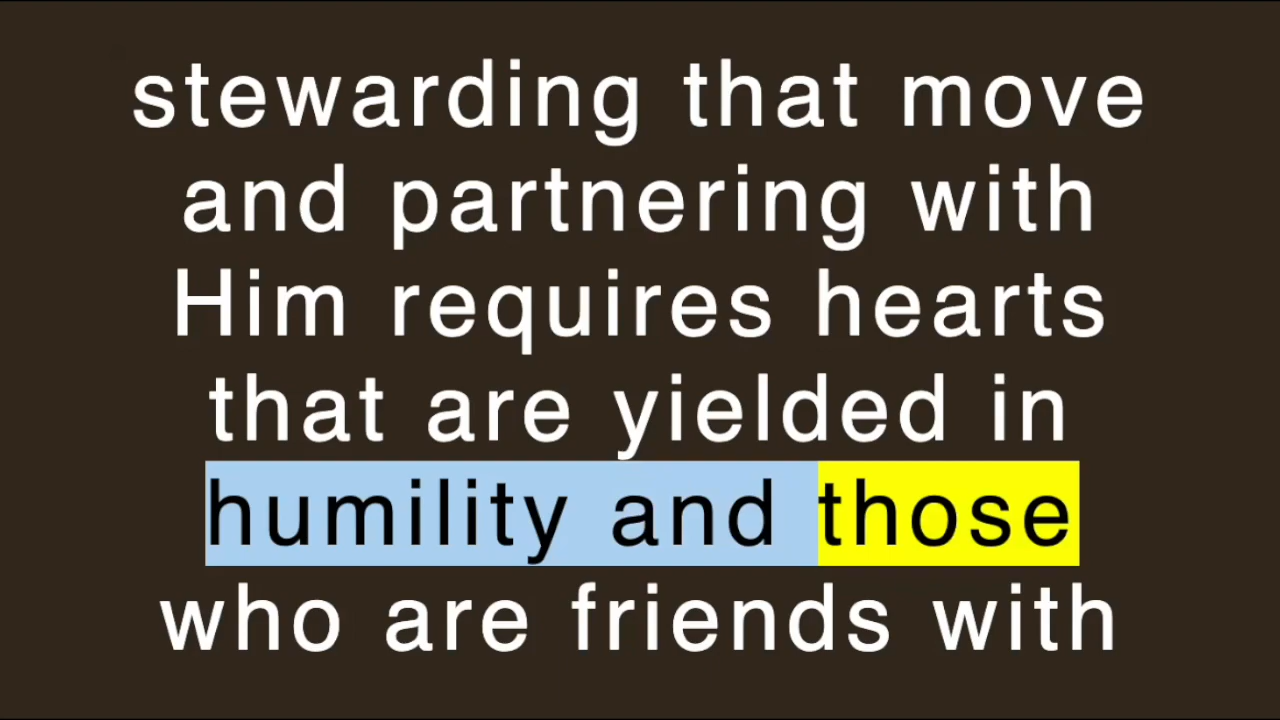 stewarding that move
and partnering with
Him requires hearts
that are yielded in
humility and those
who are friends with